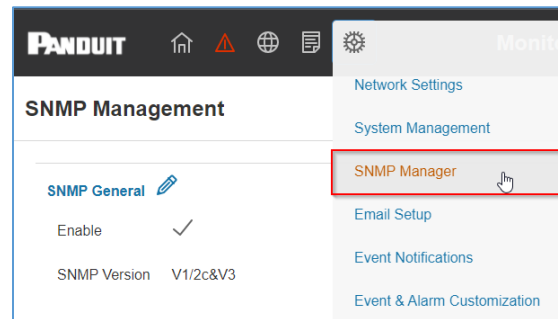 PANDUIT
Monito
SNMP Management
Network Settings
System Management
SNMP Manager
Email Setup
Event Notifications
Event & Alarm Customization
SNMP General
Enable
SNMP Version V1/2c&V3